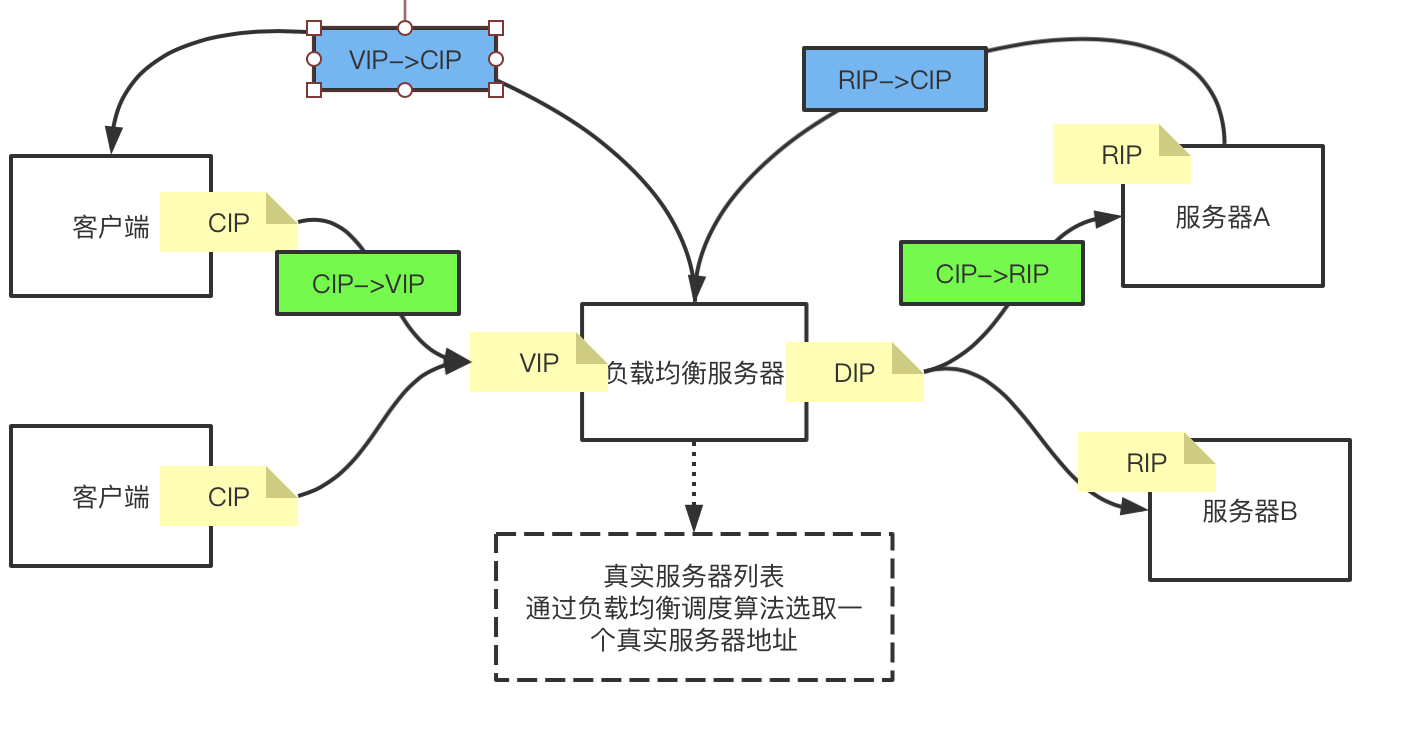 VIP->CIP
RIP->CIP
RIP
客户端
CIP
服务器A
CIP->VIP
CIP->RIP
VIP
负载均衡服务器
DIP
RIP
客户端
CIP
服务器B
真实服务器列表
通过负载均衡调度算法选取一
个真实服务器地址